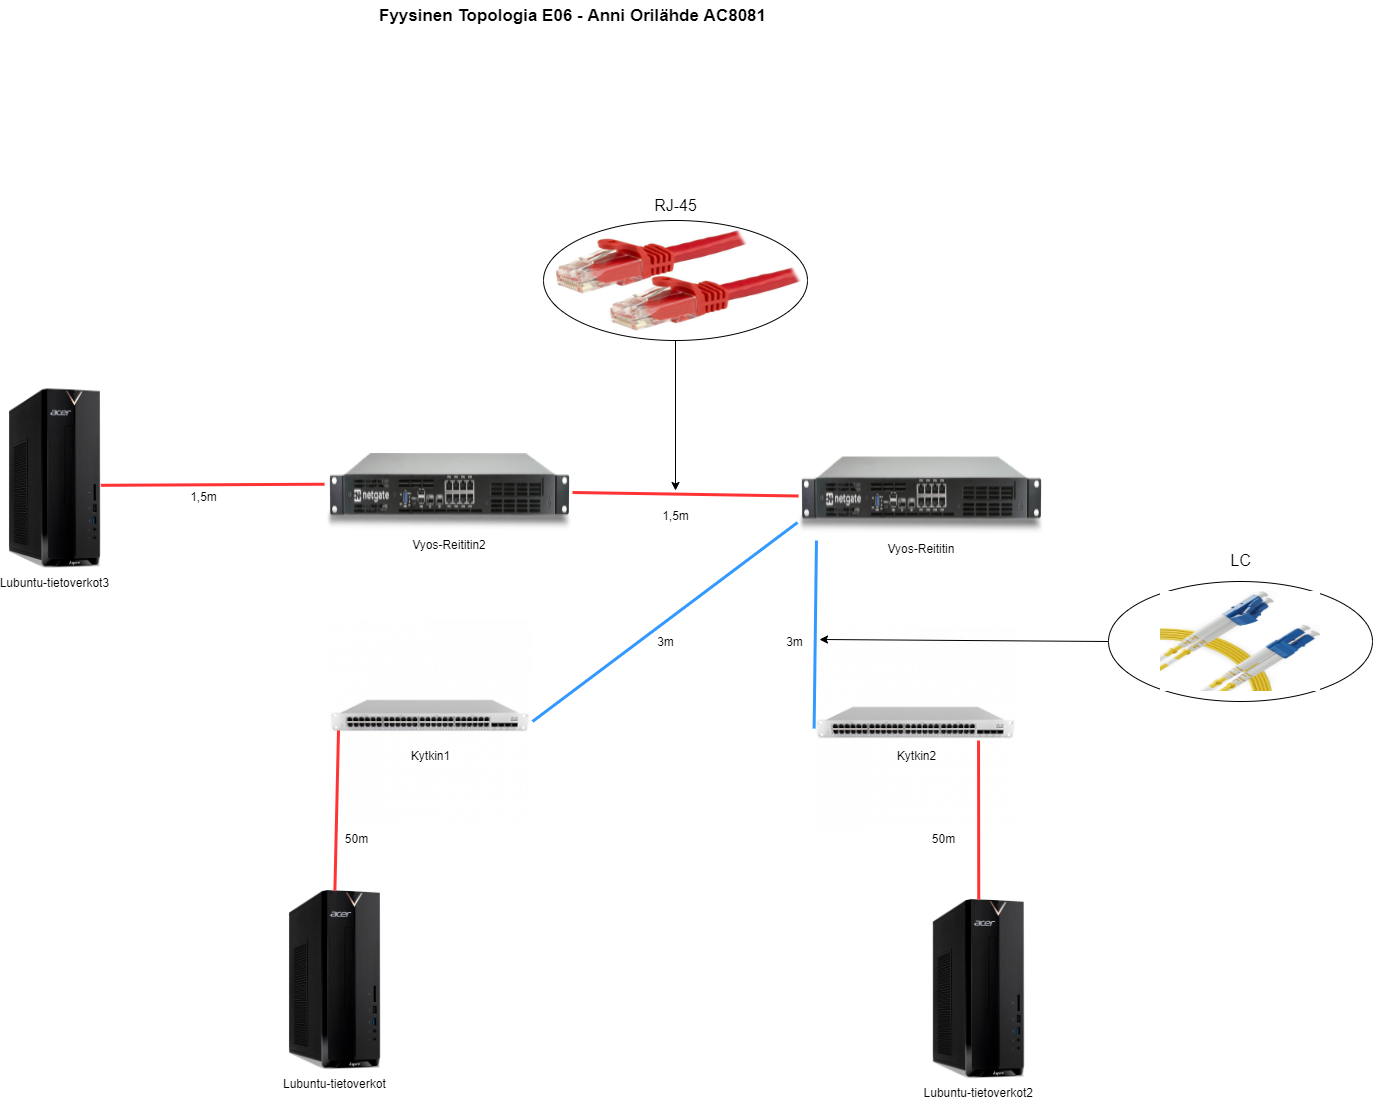 Fyysinen Topologia E06 - Anni Orilähde AC8081
RJ-45
acer
1,5m
netgate
Vyos-Reititin2
1,5m
netgate
Vyos-Reititin
Lubuntu-tietoverkot3
LC
3m
3m
Kytkin1
Kytkin2
50m
50m
acer
Lubuntu-tietoverkot
acer
Lubuntu-tietoverkot2